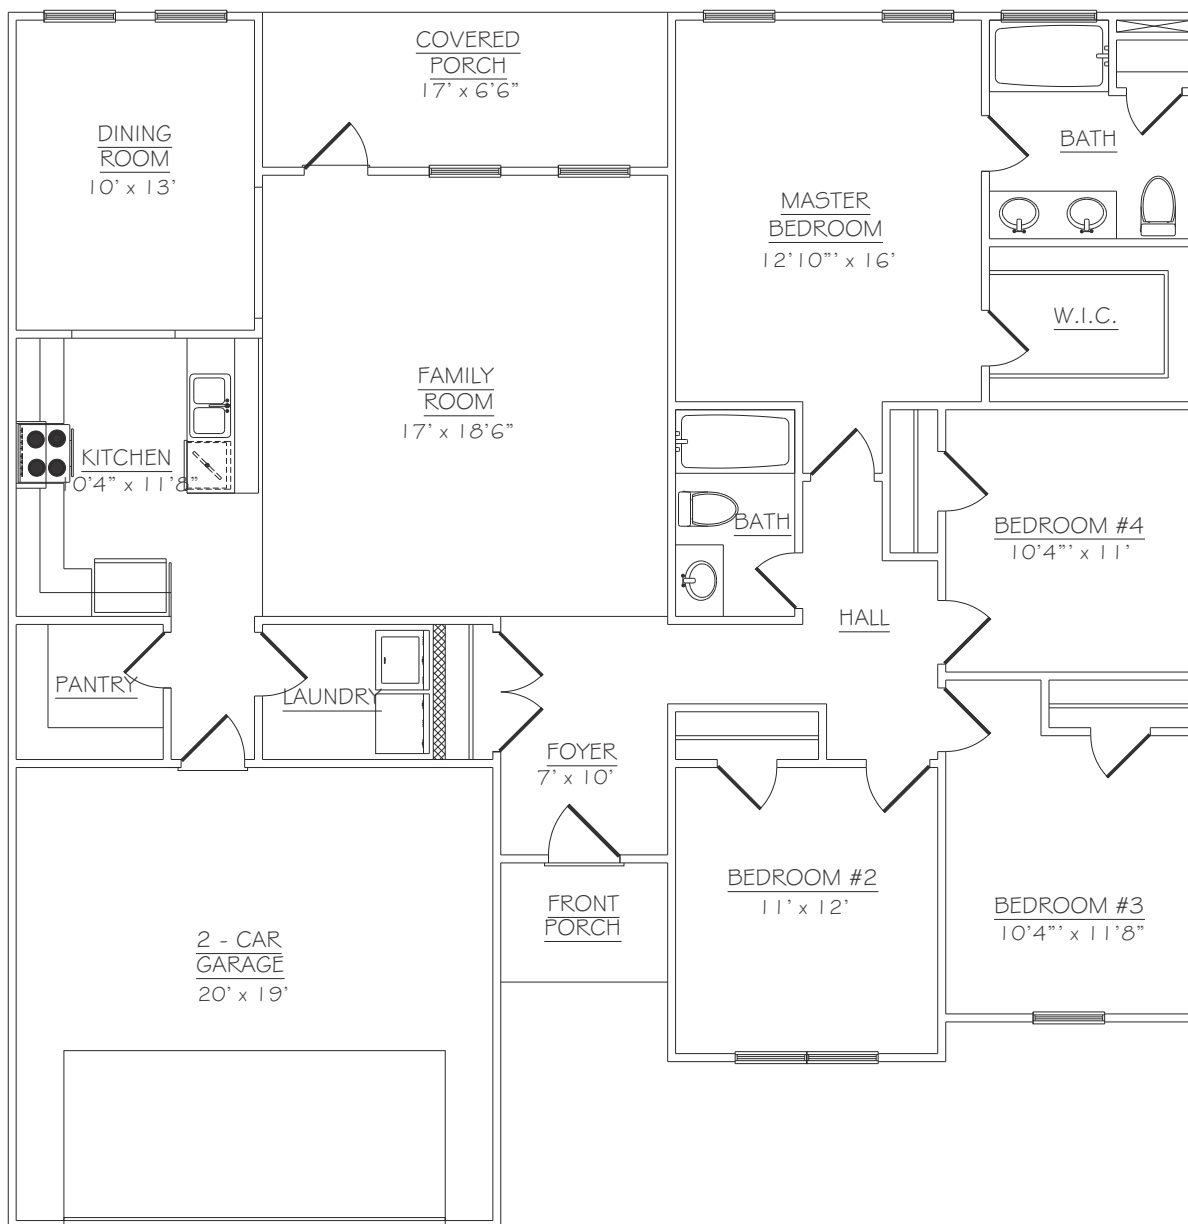 COVERED
PORCH
17' x 6'6"
DINING
ROOM
10' x 13'
BATH
MASTER
BEDROOM
12'10"' x 16'
W.I.C.
FAMILY
ROOM
17' x 18'6"
KITCHEN
10'4" x 11'8"
BATH
BEDROOM #4
10'4"' x 11'
HALL
PANTRY
LAUNDRY
FOYER
7' x 10'
BEDROOM #2
11' x 12'
FRONT
PORCH
BEDROOM #3
10'4"' x 11'8"
2 - CAR
GARAGE
20' x 19'